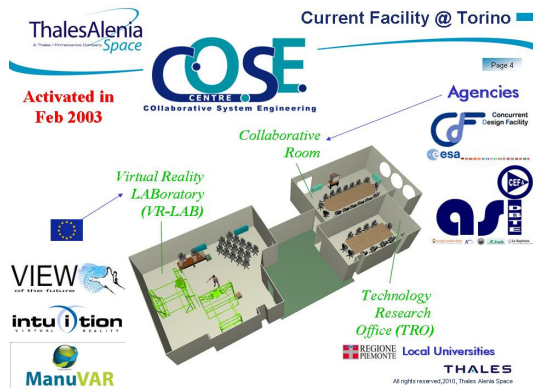 ThalesAlenia
A Thales / Finmeccanica Company Space
Current Facility @ Torino
Page 4
C.O.S.E.
CENTRE
COllaborative System Engineering
Activated in
Feb 2003
Agencies
Concurrent
Design Facility
esa
CEF&
asi
Collaborative
Room
Virtual Reality
LABoratory
(VR-LAB)
VIEW
of the future
intuition
VIRTUAL REALITY
ManuVAR
Technology
Research
Office (TRO)
REGIONE
PIEMONTE
Local Universities
THALES
All rights reserved,2010, Thales Alenia Space